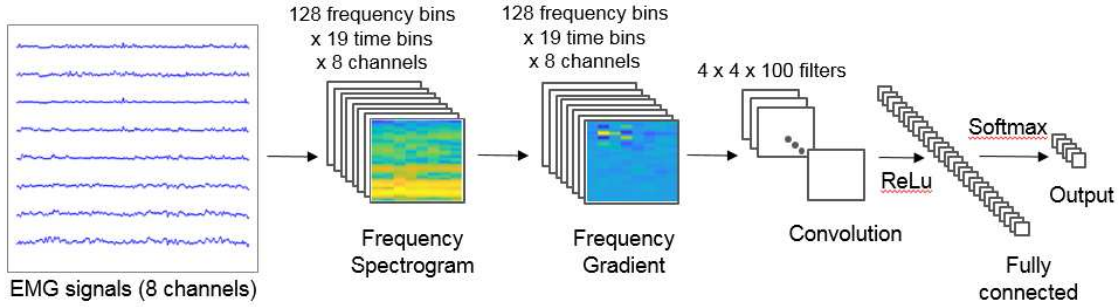 128 frequency bins
x 19 time bins
x 8 channels
128 frequency bins
x 19 time bins
x 8 channels
4 x 4 x 100 filters
Softmax
ReLu
Output
Frequency
Spectrogram
Frequency
Gradient
Convolution
Fully
connected
EMG signals (8 channels)